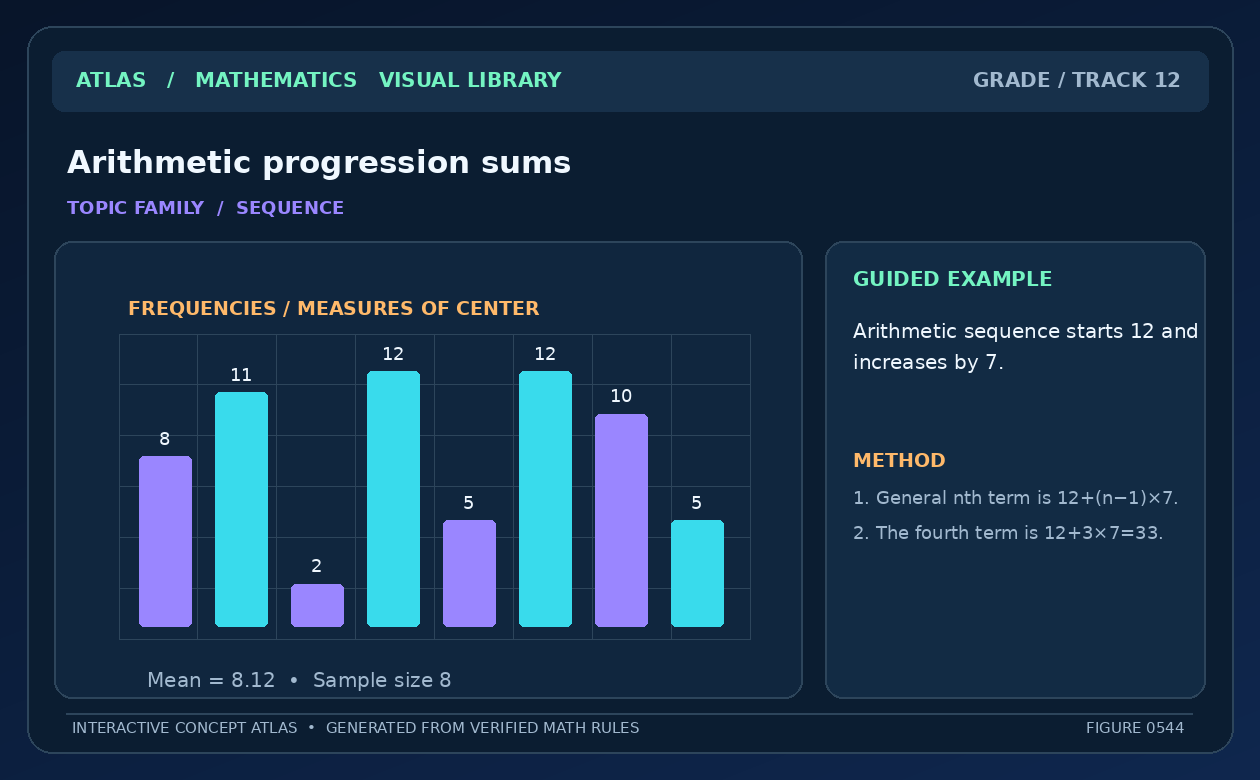 ATLAS / MATHEMATICS VISUAL LIBRARY
GRADE / TRACK 12
Arithmetic progression sums
TOPIC FAMILY / SEQUENCE
FREQUENCIES / MEASURES OF CENTER
8
11
2
12
5
12
10
5
Mean = 8.12 • Sample size 8
GUIDED EXAMPLE
Arithmetic sequence starts 12 and
increases by 7.
METHOD
1. General nth term is 12+(n−1)×7.
2. The fourth term is 12+3×7=33.
INTERACTIVE CONCEPT ATLAS • GENERATED FROM VERIFIED MATH RULES
FIGURE 0544